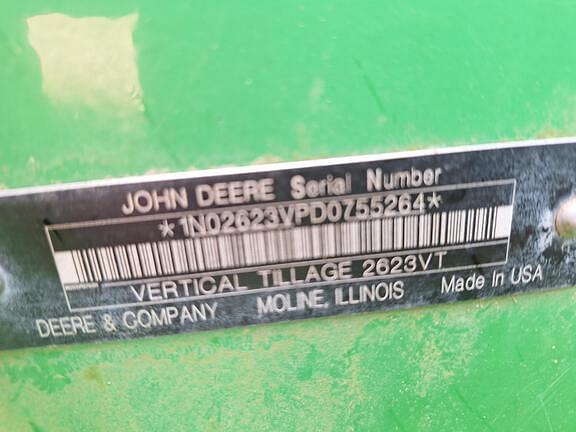 JOHN DEERE Serial Number
*1N02623VPD0755264*
VERTICAL TILLAGE 2623VT
DEERE & COMPANY MOLINE, ILLINOIS Made In USA